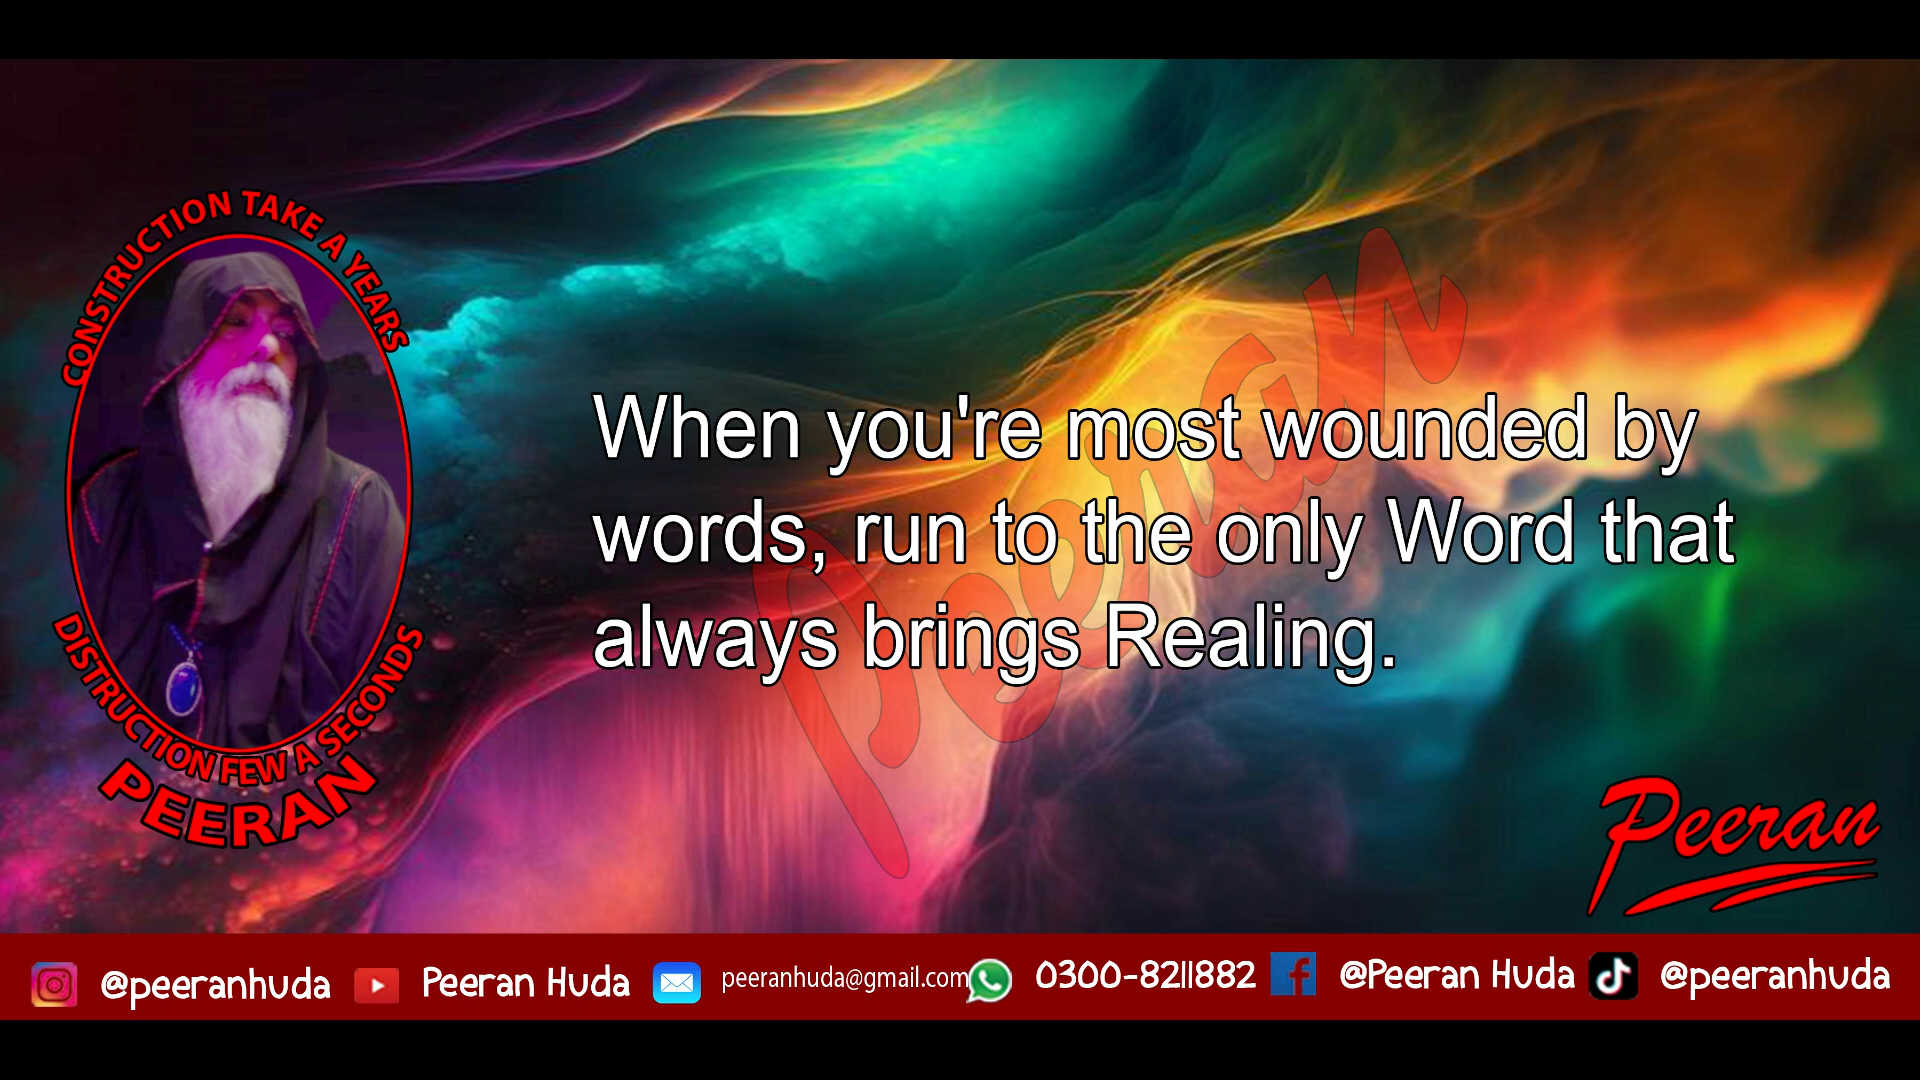 CONSTRUCTION TAKE A YEARS
DISTRUCTION FEW A SECONDS
PEERAN
When you're most wounded by
words, run to the only Word that
always brings Realing.
Peeran
Peeran
@peeranhuda
Peeran Huda
peeranhuda@gmail.com
0300-8211882
@Peeran Huda
@peeranhuda